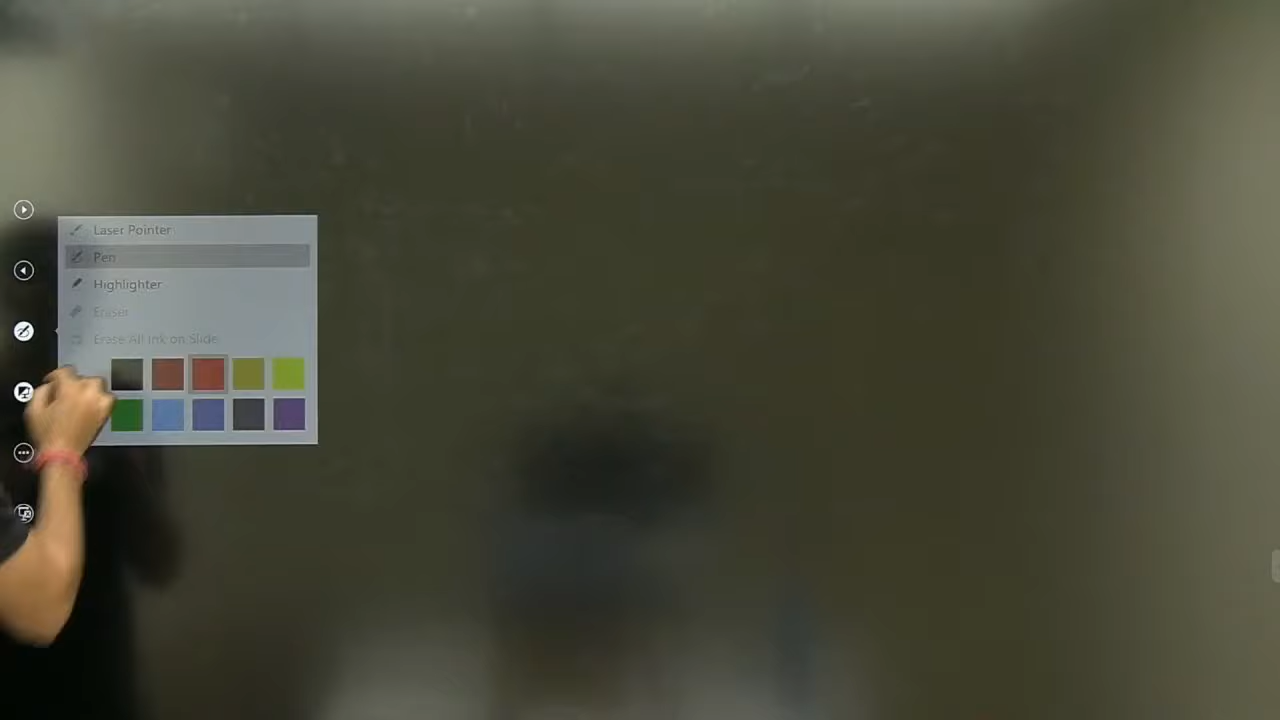 Laser Pointer
Pen
Highlighter
Eraser
Erase All Ink on Slide